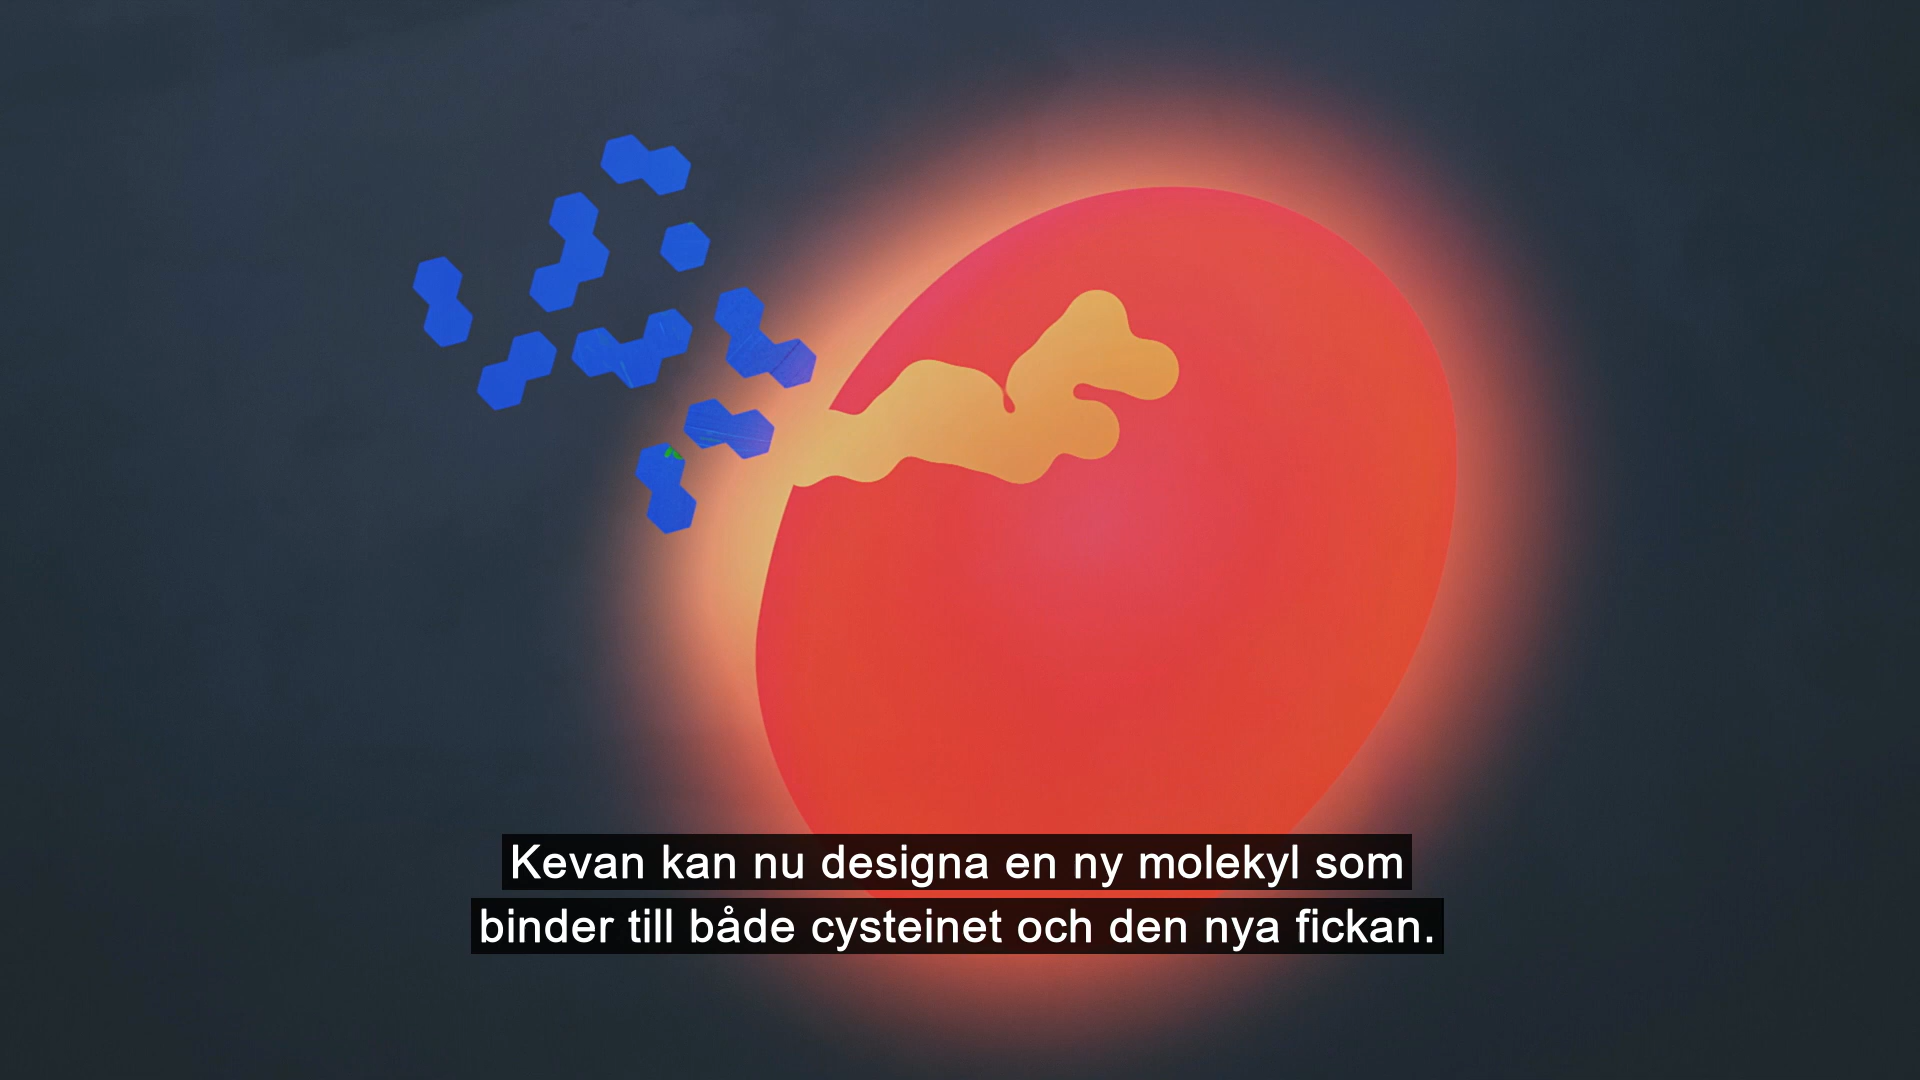 Kevan kan nu designa en ny molekyl som
binder till både cysteinet och den nya fickan.